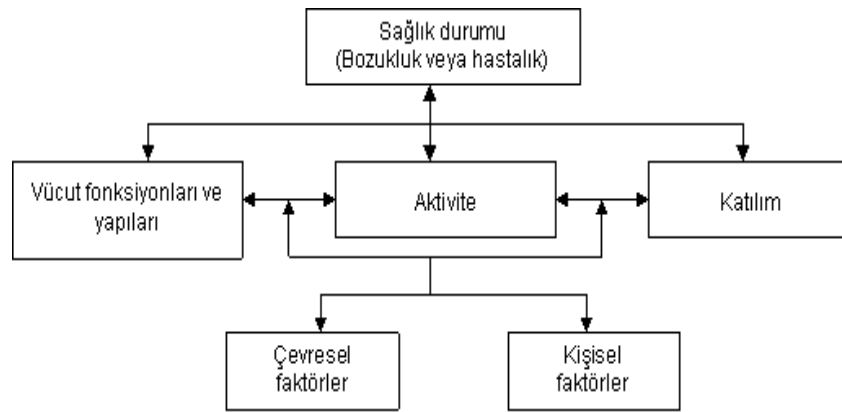 Sağlık durumu
(Bozukluk veya hastalık)
Vücut fonksiyonları ve
yapıları
Aktivite
Katılım
Çevresel
faktörler
Kişisel
faktörler